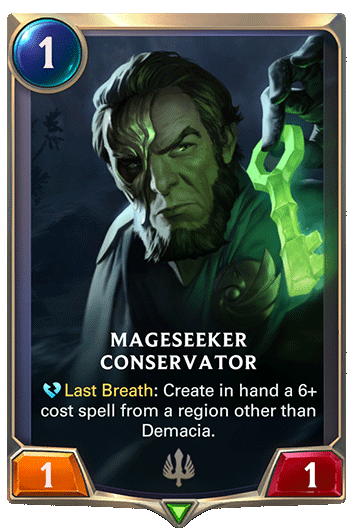 1
MAGESEEKER
CONSERVATOR
Last Breath: Create in hand a 6+
cost spell from a region other than
Demacia.
1
1